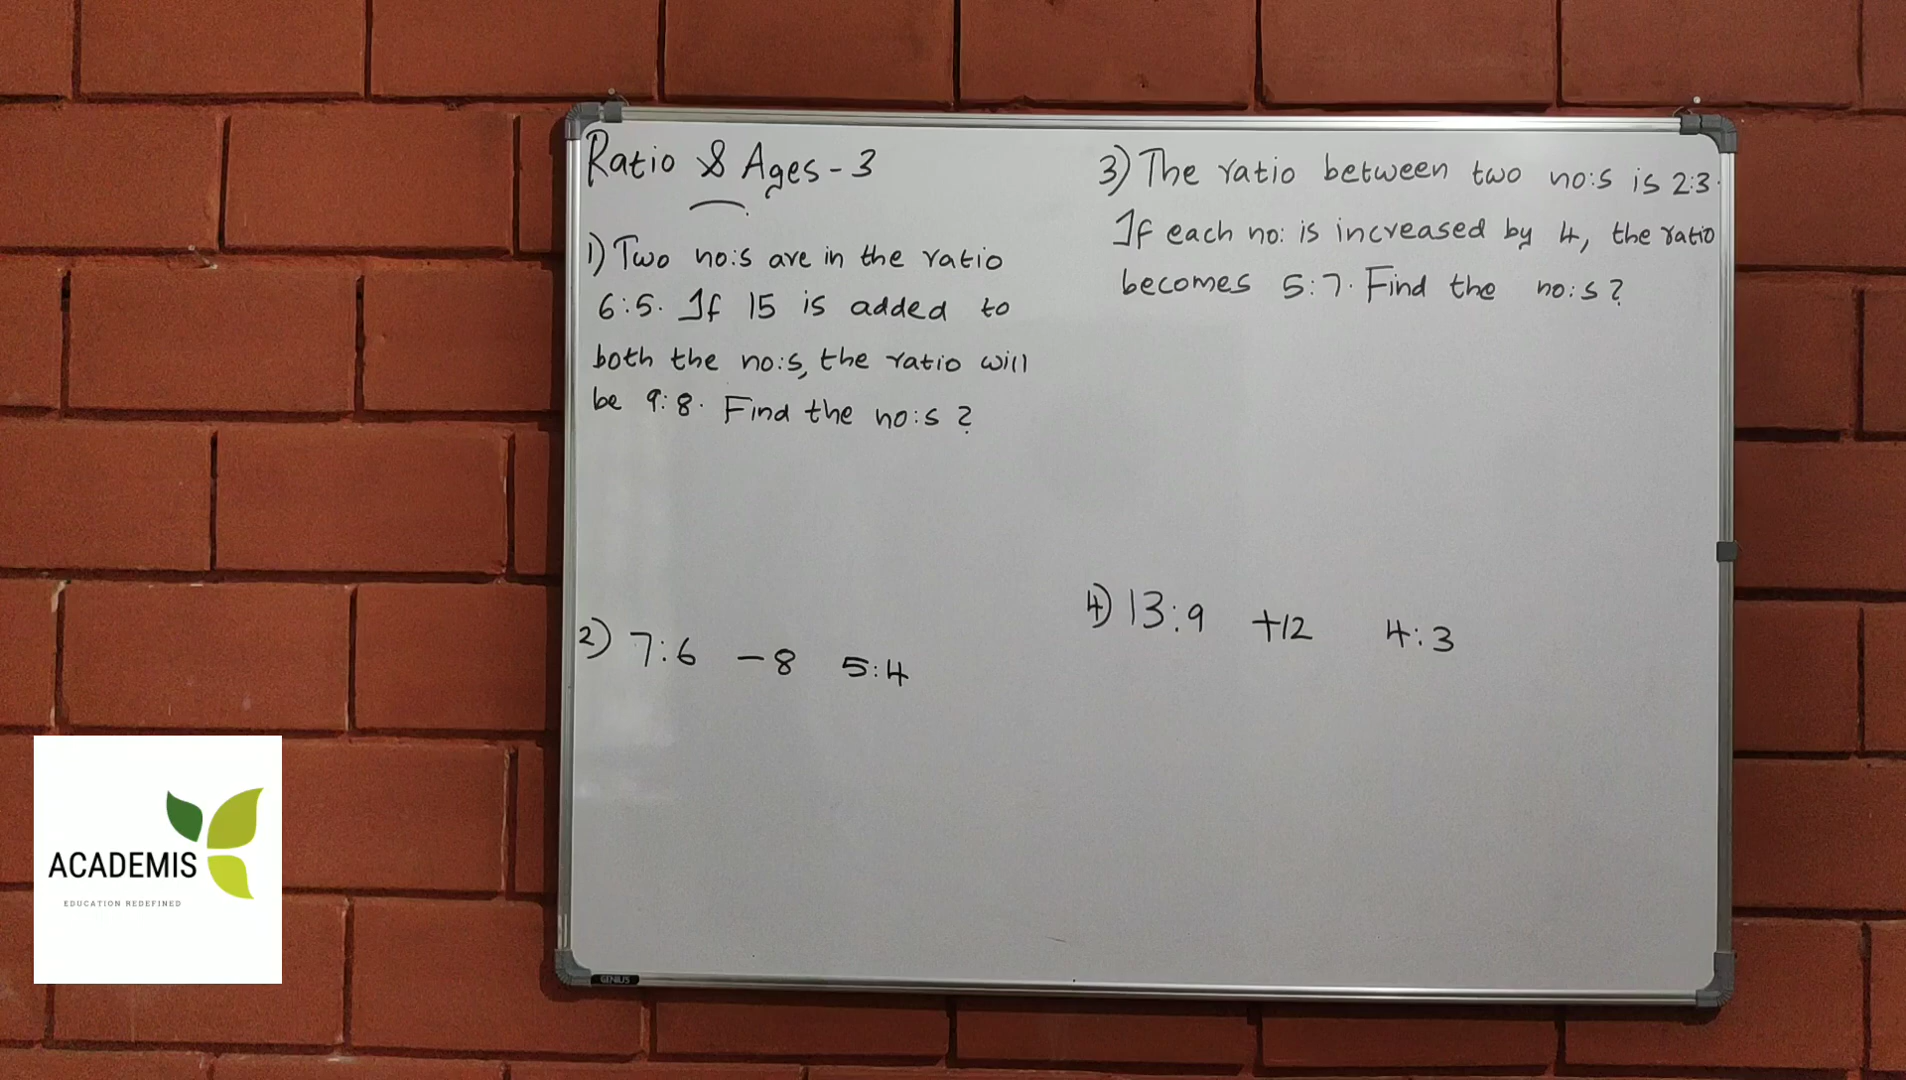 Ratio & Ages - 3
1) Two no:s are in the ratio
6:5. If 15 is added to
both the no:s, the ratio will
be 9:8. Find the no:s ?
2) 7:6 - 8 5:4
3) The ratio between two no:s is 2:3.
If each no: is increased by 4, the ratio
becomes 5:7. Find the no:s ?
4) 13:9 +12 4:3
ACADEMIS
EDUCATION REDEFINED
GENIUS